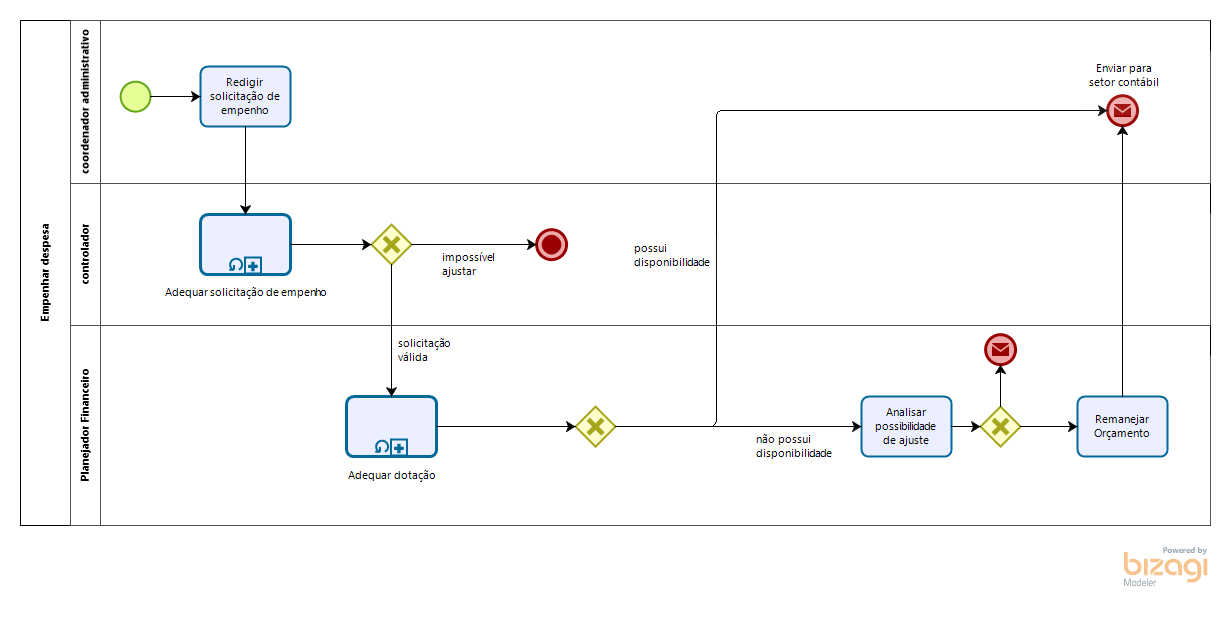 Empenhar despesa
coordenador administrativo
Redigir
solicitação de
empenho
Enviar para
setor contábil
controlador
Adequar solicitação de empenho
impossível
ajustar
possui
disponibilidade
Planejador Financeiro
solicitação
válida
Adequar dotação
não possui
disponibilidade
Analisar
possibilidade
de ajuste
Remanejar
Orçamento
Powered by
bizagi
Modeler